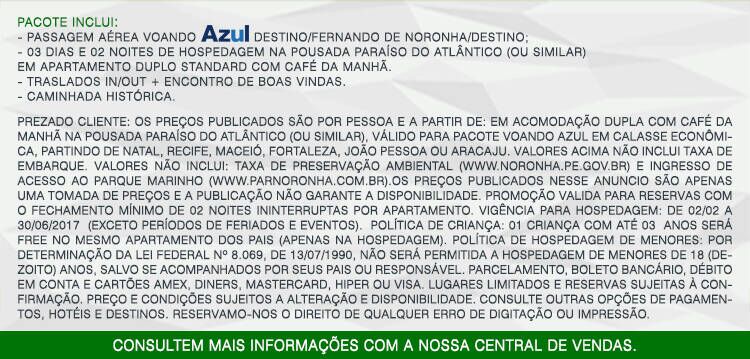 PACOTE INCLUI:
- PASSAGEM AÉREA VOANDO Azul DESTINO/FERNANDO DE NORONHA/DESTINO;
- 03 DIAS E 02 NOITES DE HOSPEDAGEM NA POUSADA PARAÍSO DO ATLÂNTICO (OU SIMILAR)
EM APARTAMENTO DUPLO STANDARD COM CAFÉ DA MANHÃ.
- TRASLADOS IN/OUT + ENCONTRO DE BOAS VINDAS.
- CAMINHADA HISTÓRICA.
PREZADO CLIENTE: OS PREÇOS PUBLICADOS SÃO POR PESSOA E A PARTIR DE: EM ACOMODAÇÃO DUPLA COM CAFÉ DA
MANHÃ NA POUSADA PARAÍSO DO ATLÂNTICO (OU SIMILAR), VÁLIDO PARA PACOTE VOANDO AZUL EM CALASSE ECONÔMI-
CA, PARTINDO DE NATAL, RECIFE, MACEIÓ, FORTALEZA, JOÃO PESSOA OU ARACAJU. VALORES ACIMA NÃO INCLUI TAXA DE
EMBARQUE. VALORES NÃO INCLUI: TAXA DE PRESERVAÇÃO AMBIENTAL (WWW.NORONHA.PE.GOV.BR) E INGRESSO DE
ACESSO AO PARQUE MARINHO (WWW.PARNORONHA.COM.BR).OS PREÇOS PUBLICADOS NESSE ANUNCIO SÃO APENAS
UMA TOMADA DE PREÇOS E A PUBLICAÇÃO NÃO GARANTE A DISPONIBILIDADE. PROMOÇÃO VALIDA PARA RESERVAS COM
O FECHAMENTO MÍNIMO DE 02 NOITES ININTERRUPTAS POR APARTAMENTO. VIGÊNCIA PARA HOSPEDAGEM: DE 02/02 A
30/06/2017 (EXCETO PERÍODOS DE FERIADOS E EVENTOS). POLÍTICA DE CRIANÇA: 01 CRIANÇA COM ATÉ 03 ANOS SERÁ
FREE NO MESMO APARTAMENTO DOS PAIS (APENAS NA HOSPEDAGEM). POLÍTICA DE HOSPEDAGEM DE MENORES: POR
DETERMINAÇÃO DA LEI FEDERAL Nº 8.069, DE 13/07/1990, NÃO SERÁ PERMITIDA A HOSPEDAGEM DE MENORES DE 18 (DE-
ZOITO) ANOS, SALVO SE ACOMPANHADOS POR SEUS PAIS OU RESPONSÁVEL. PARCELAMENTO, BOLETO BANCÁRIO, DÉBITO
EM CONTA E CARTÕES AMEX, DINERS, MASTERCARD, HIPER OU VISA. LUGARES LIMITADOS E RESERVAS SUJEITAS À CON-
FIRMAÇÃO. PREÇO E CONDIÇÕES SUJEITOS A ALTERAÇÃO E DISPONIBILIDADE. CONSULTE OUTRAS OPÇÕES DE PAGAMEN-
TOS, HOTÉIS E DESTINOS. RESERVAMO-NOS O DIREITO DE QUALQUER ERRO DE DIGITAÇÃO OU IMPRESSÃO.
CONSULTEM MAIS INFORMAÇÕES COM A NOSSA CENTRAL DE VENDAS.